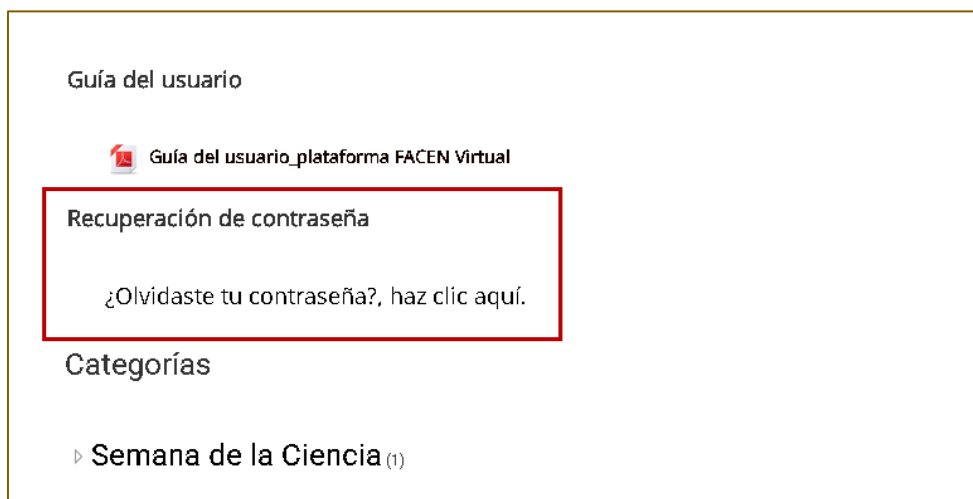 Guía del usuario
Guía del usuario_plataforma FACEN Virtual
Recuperación de contraseña
¿Olvidaste tu contraseña?, haz clic aquí.
Categorías
Semana de la Ciencia (1)